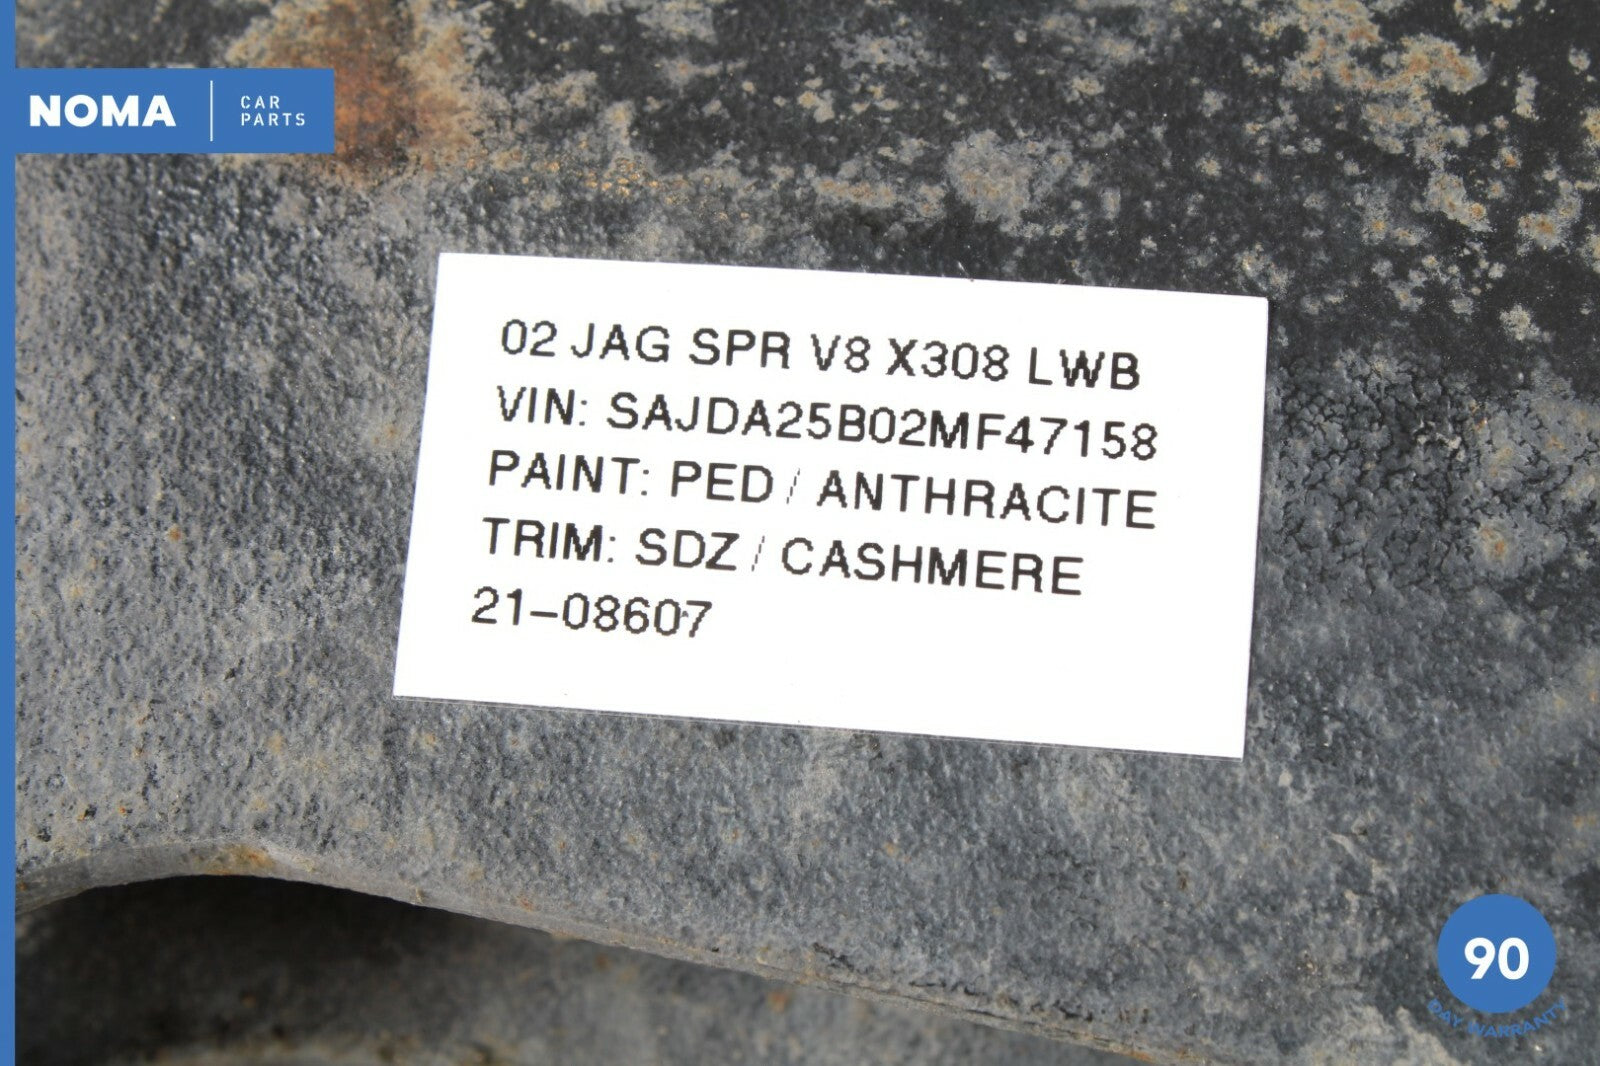 NOMA
CAR
PARTS
02 JAG SPR V8 X308 LWB
VIN: SAJDA25B02MF47158
PAINT: PED / ANTHRACITE
TRIM: SDZ / CASHMERE
21-08607
90
DAY WARRANTY